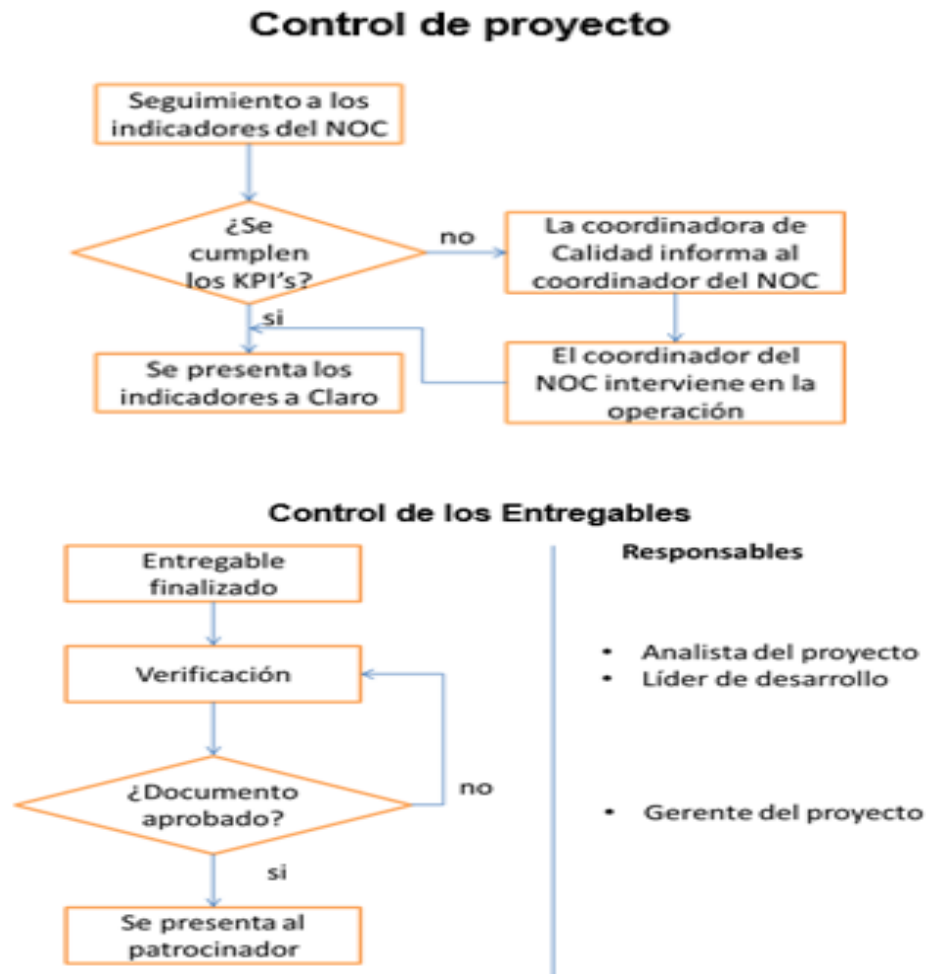 Control de proyecto
Seguimiento a los
indicadores del NOC
¿Se
cumplen
los KPI's?
no
La coordinadora de
Calidad informa al
coordinador del NOC
si
Se presenta los
indicadores a Claro
El coordinador del
NOC interviene en la
operación
Control de los Entregables
Entregable
finalizado
Responsables
Verificación
• Analista del proyecto
• Líder de desarrollo
¿Documento
aprobado?
no
• Gerente del proyecto
si
Se presenta al
patrocinador